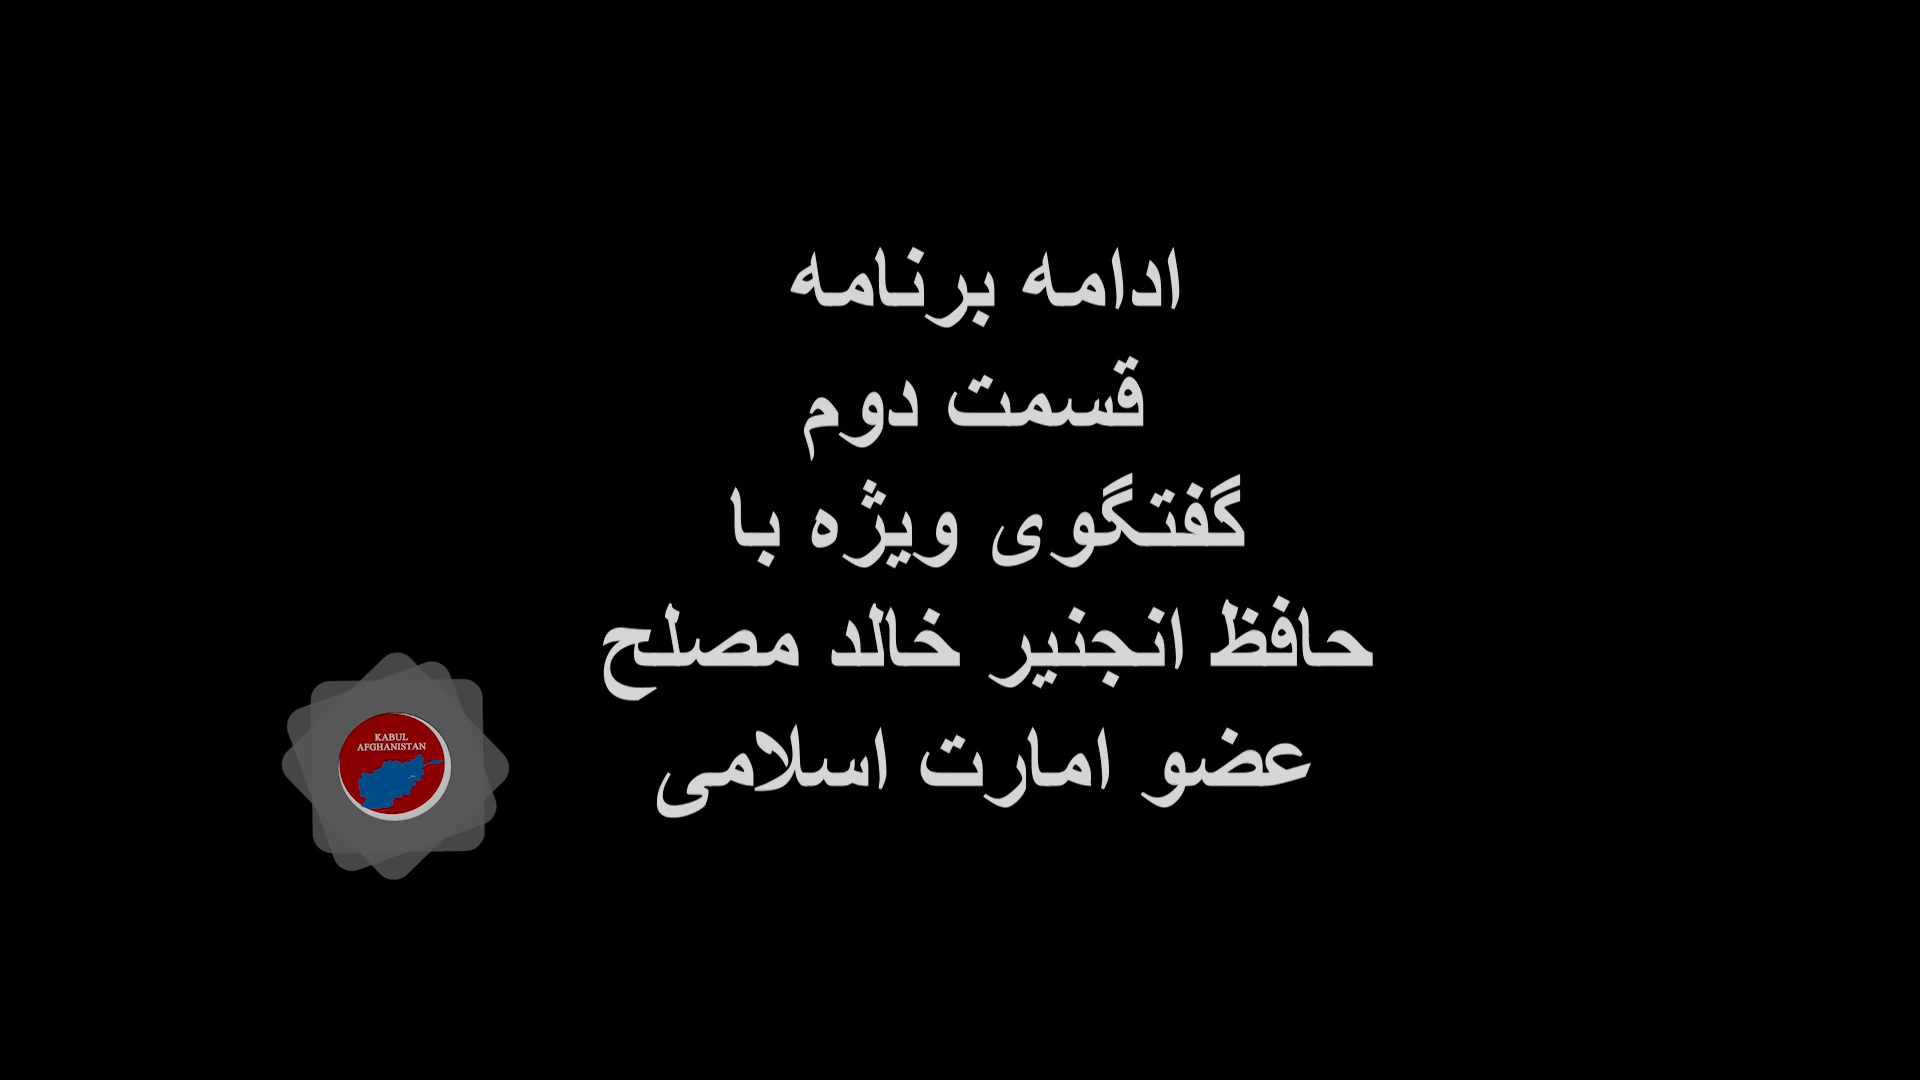 ادامه برنامه
قسمت دوم
گفتگوی ویژه با
حافظ انجنیر خالد مصلح
عضو امارت اسلامی
KABUL
AFGHANISTAN